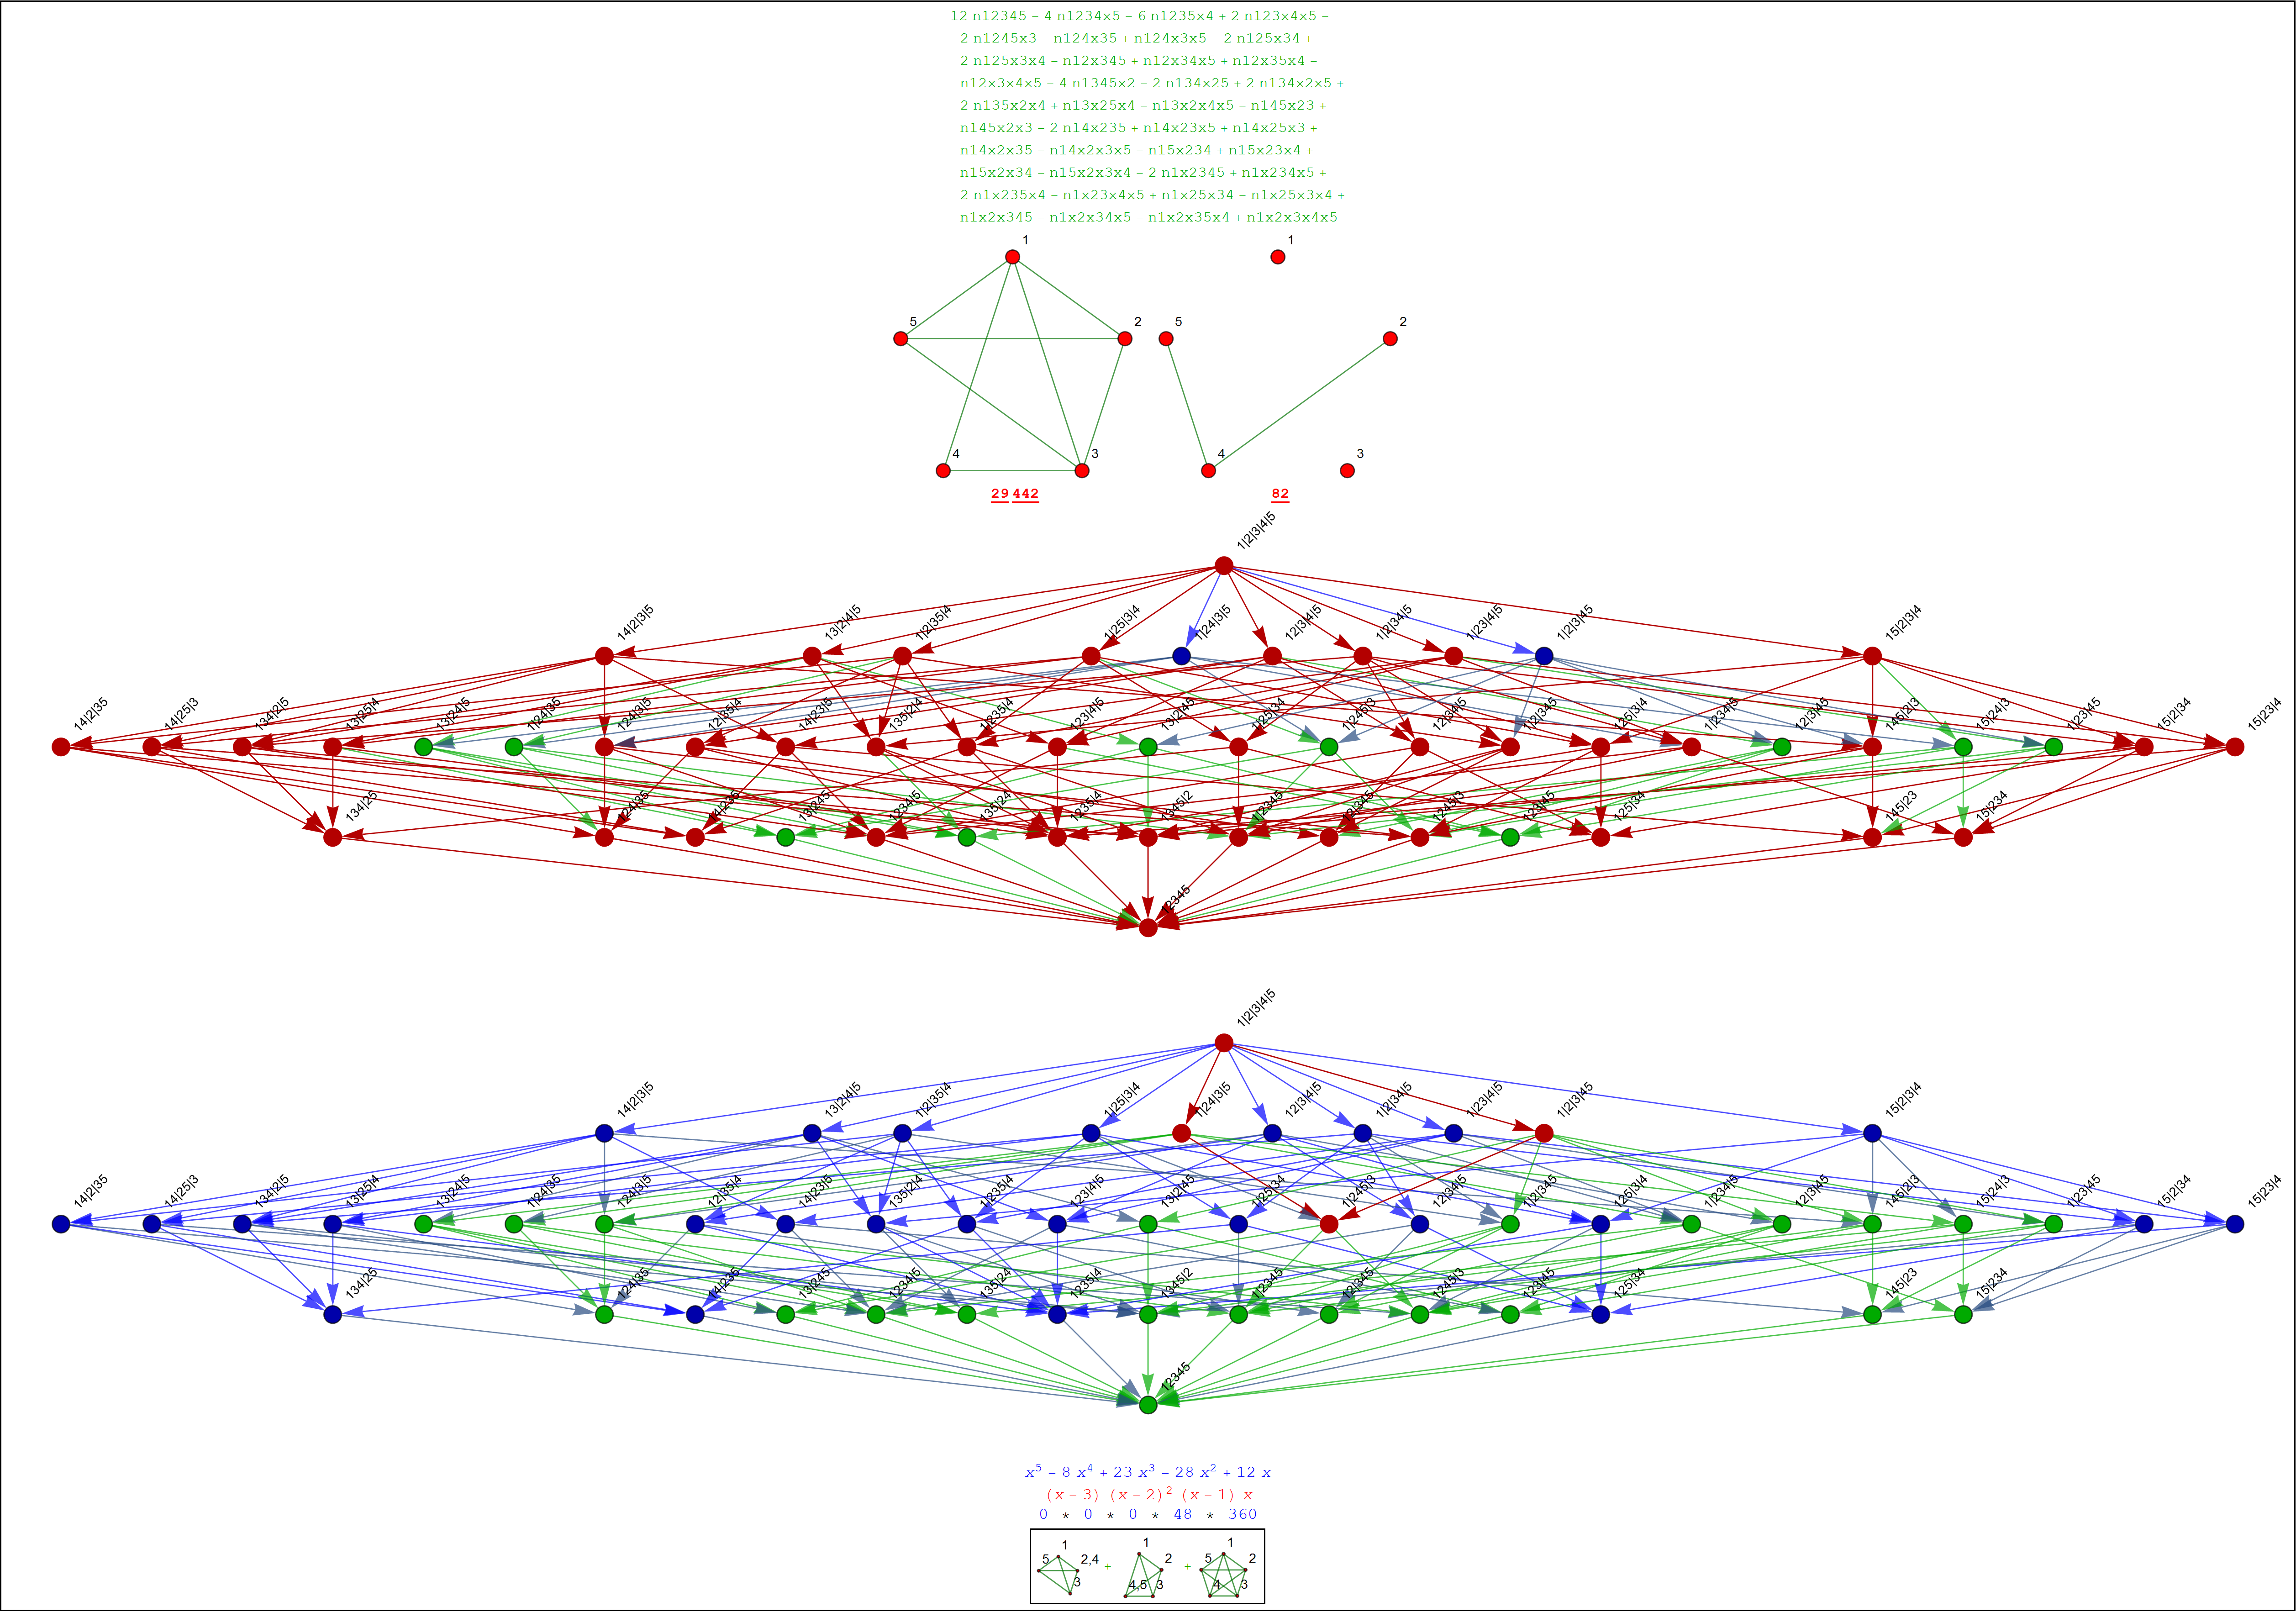 12 n12345 – 4 n1234x5 – 6 n1235x4 + 2 n123x4x5 –
2 n1245x3 – n124x35 + n124x3x5 – 2 n125x34 +
2 n125x3x4 – n12x345 + n12x34x5 + n12x35x4 –
n12x3x4x5 – 4 n1345x2 – 2 n134x25 + 2 n134x2x5 +
2 n135x2x4 + n13x25x4 – n13x2x4x5 – n145x23 +
n145x2x3 – 2 n14x235 + n14x23x5 + n14x25x3 +
n14x2x35 – n14x2x3x5 – n15x234 + n15x23x4 +
n15x2x34 – n15x2x3x4 – 2 n1x2345 + n1x234x5 +
2 n1x235x4 – n1x23x4x5 + n1x25x34 – n1x25x3x4 +
n1x2x345 – n1x2x34x5 – n1x2x35x4 + n1x2x3x4x5
1 1
5 2 5 2
4 3 4 3
29 442 82
1|2|3|4|5
14|2|3|5 13|2|4|5 1|2|35|4 1|25|3|4 1|24|3|5 12|3|4|5 1|2|34|5 1|23|4|5 1|2|3|45 15|2|3|4
14|2|35 14|25|3 134|2|5 13|25|4 13|24|5 1|24|35 124|3|5 12|35|4 14|23|5 135|2|4 1|235|4 123|4|5 13|2|45 1|25|34 1|245|3 12|34|5 1|2|345 125|3|4 1|234|5 12|3|45 145|2|3 15|24|3 1|23|45 15|2|34 15|23|4
134|25 124|35 14|235 13|245 1234|5 135|24 1235|4 1345|2 1|2345 12|345 1245|3 123|45 125|34 145|23 15|234
12345
1|2|3|4|5
14|2|3|5 13|2|4|5 1|2|35|4 1|25|3|4 1|24|3|5 12|3|4|5 1|2|34|5 1|23|4|5 1|2|3|45 15|2|3|4
14|2|35 14|25|3 134|2|5 13|25|4 13|24|5 1|24|35 124|3|5 12|35|4 14|23|5 135|2|4 1|235|4 123|4|5 13|2|45 1|25|34 1|245|3 12|34|5 1|2|345 125|3|4 1|234|5 12|3|45 145|2|3 15|24|3 1|23|45 15|2|34 15|23|4
134|25 124|35 14|235 13|245 1234|5 135|24 1235|4 1345|2 1|2345 12|345 1245|3 123|45 125|34 145|23 15|234
12345
x⁵ – 8 x⁴ + 23 x³ – 28 x² + 12 x
(x – 3) (x – 2)² (x – 1) x
0 * 0 * 0 * 48 * 360
1 1 1
5 2,4 + 2 + 5 2
3 4,5 3 4 3